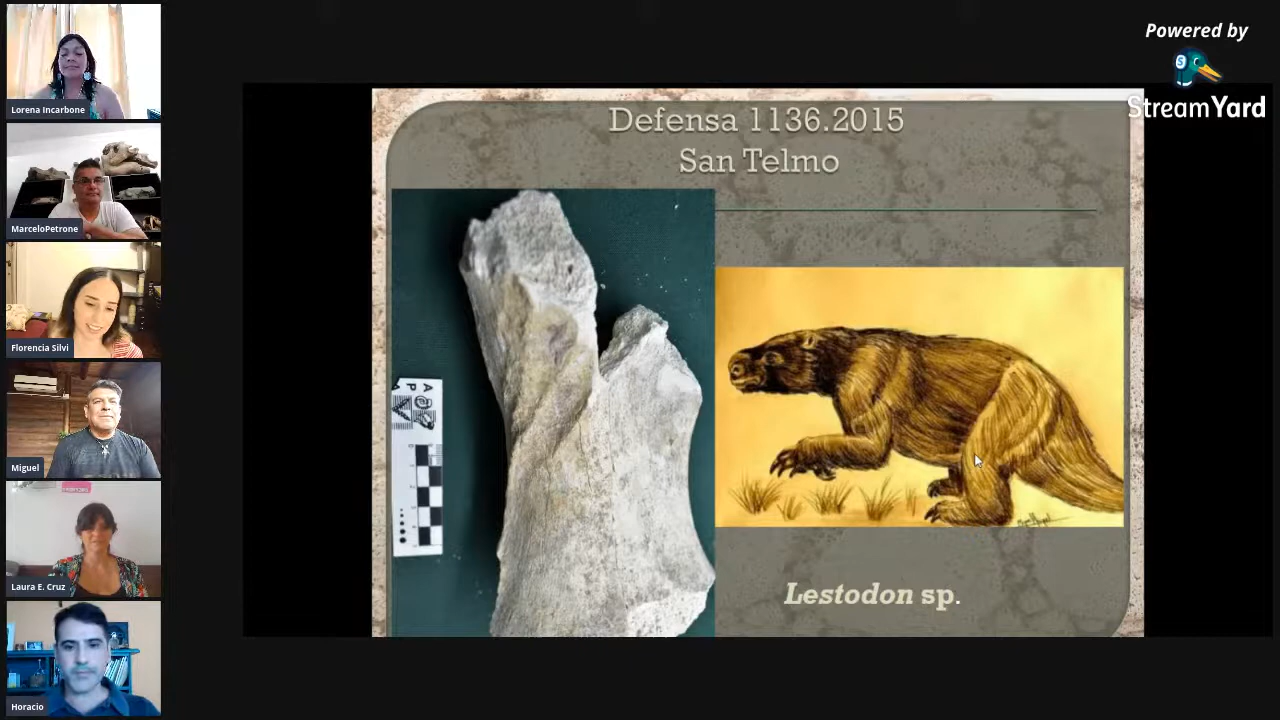 Powered by
StreamYard
Lorena Incarbone
MarceloPetrone
Florencia Silvi
Miguel
Laura E. Cruz
Horacio
Defensa 1136.2015
San Telmo
Lestodon sp.